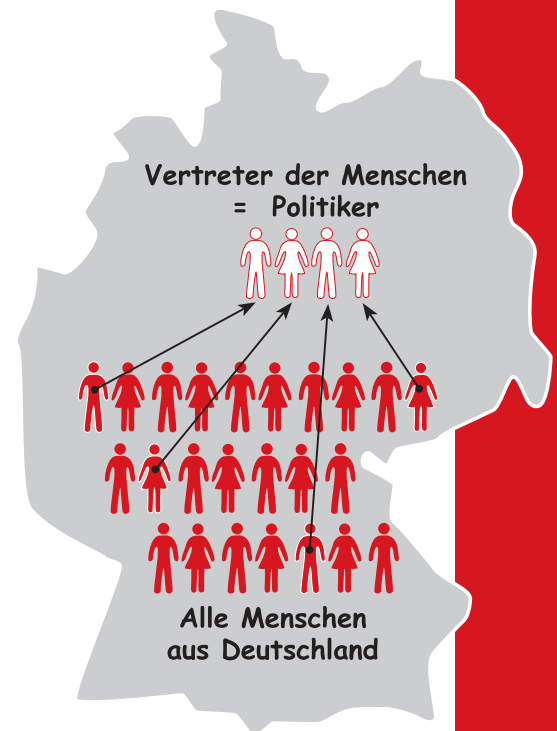 Vertreter der Menschen
= Politiker
Alle Menschen
aus Deutschland